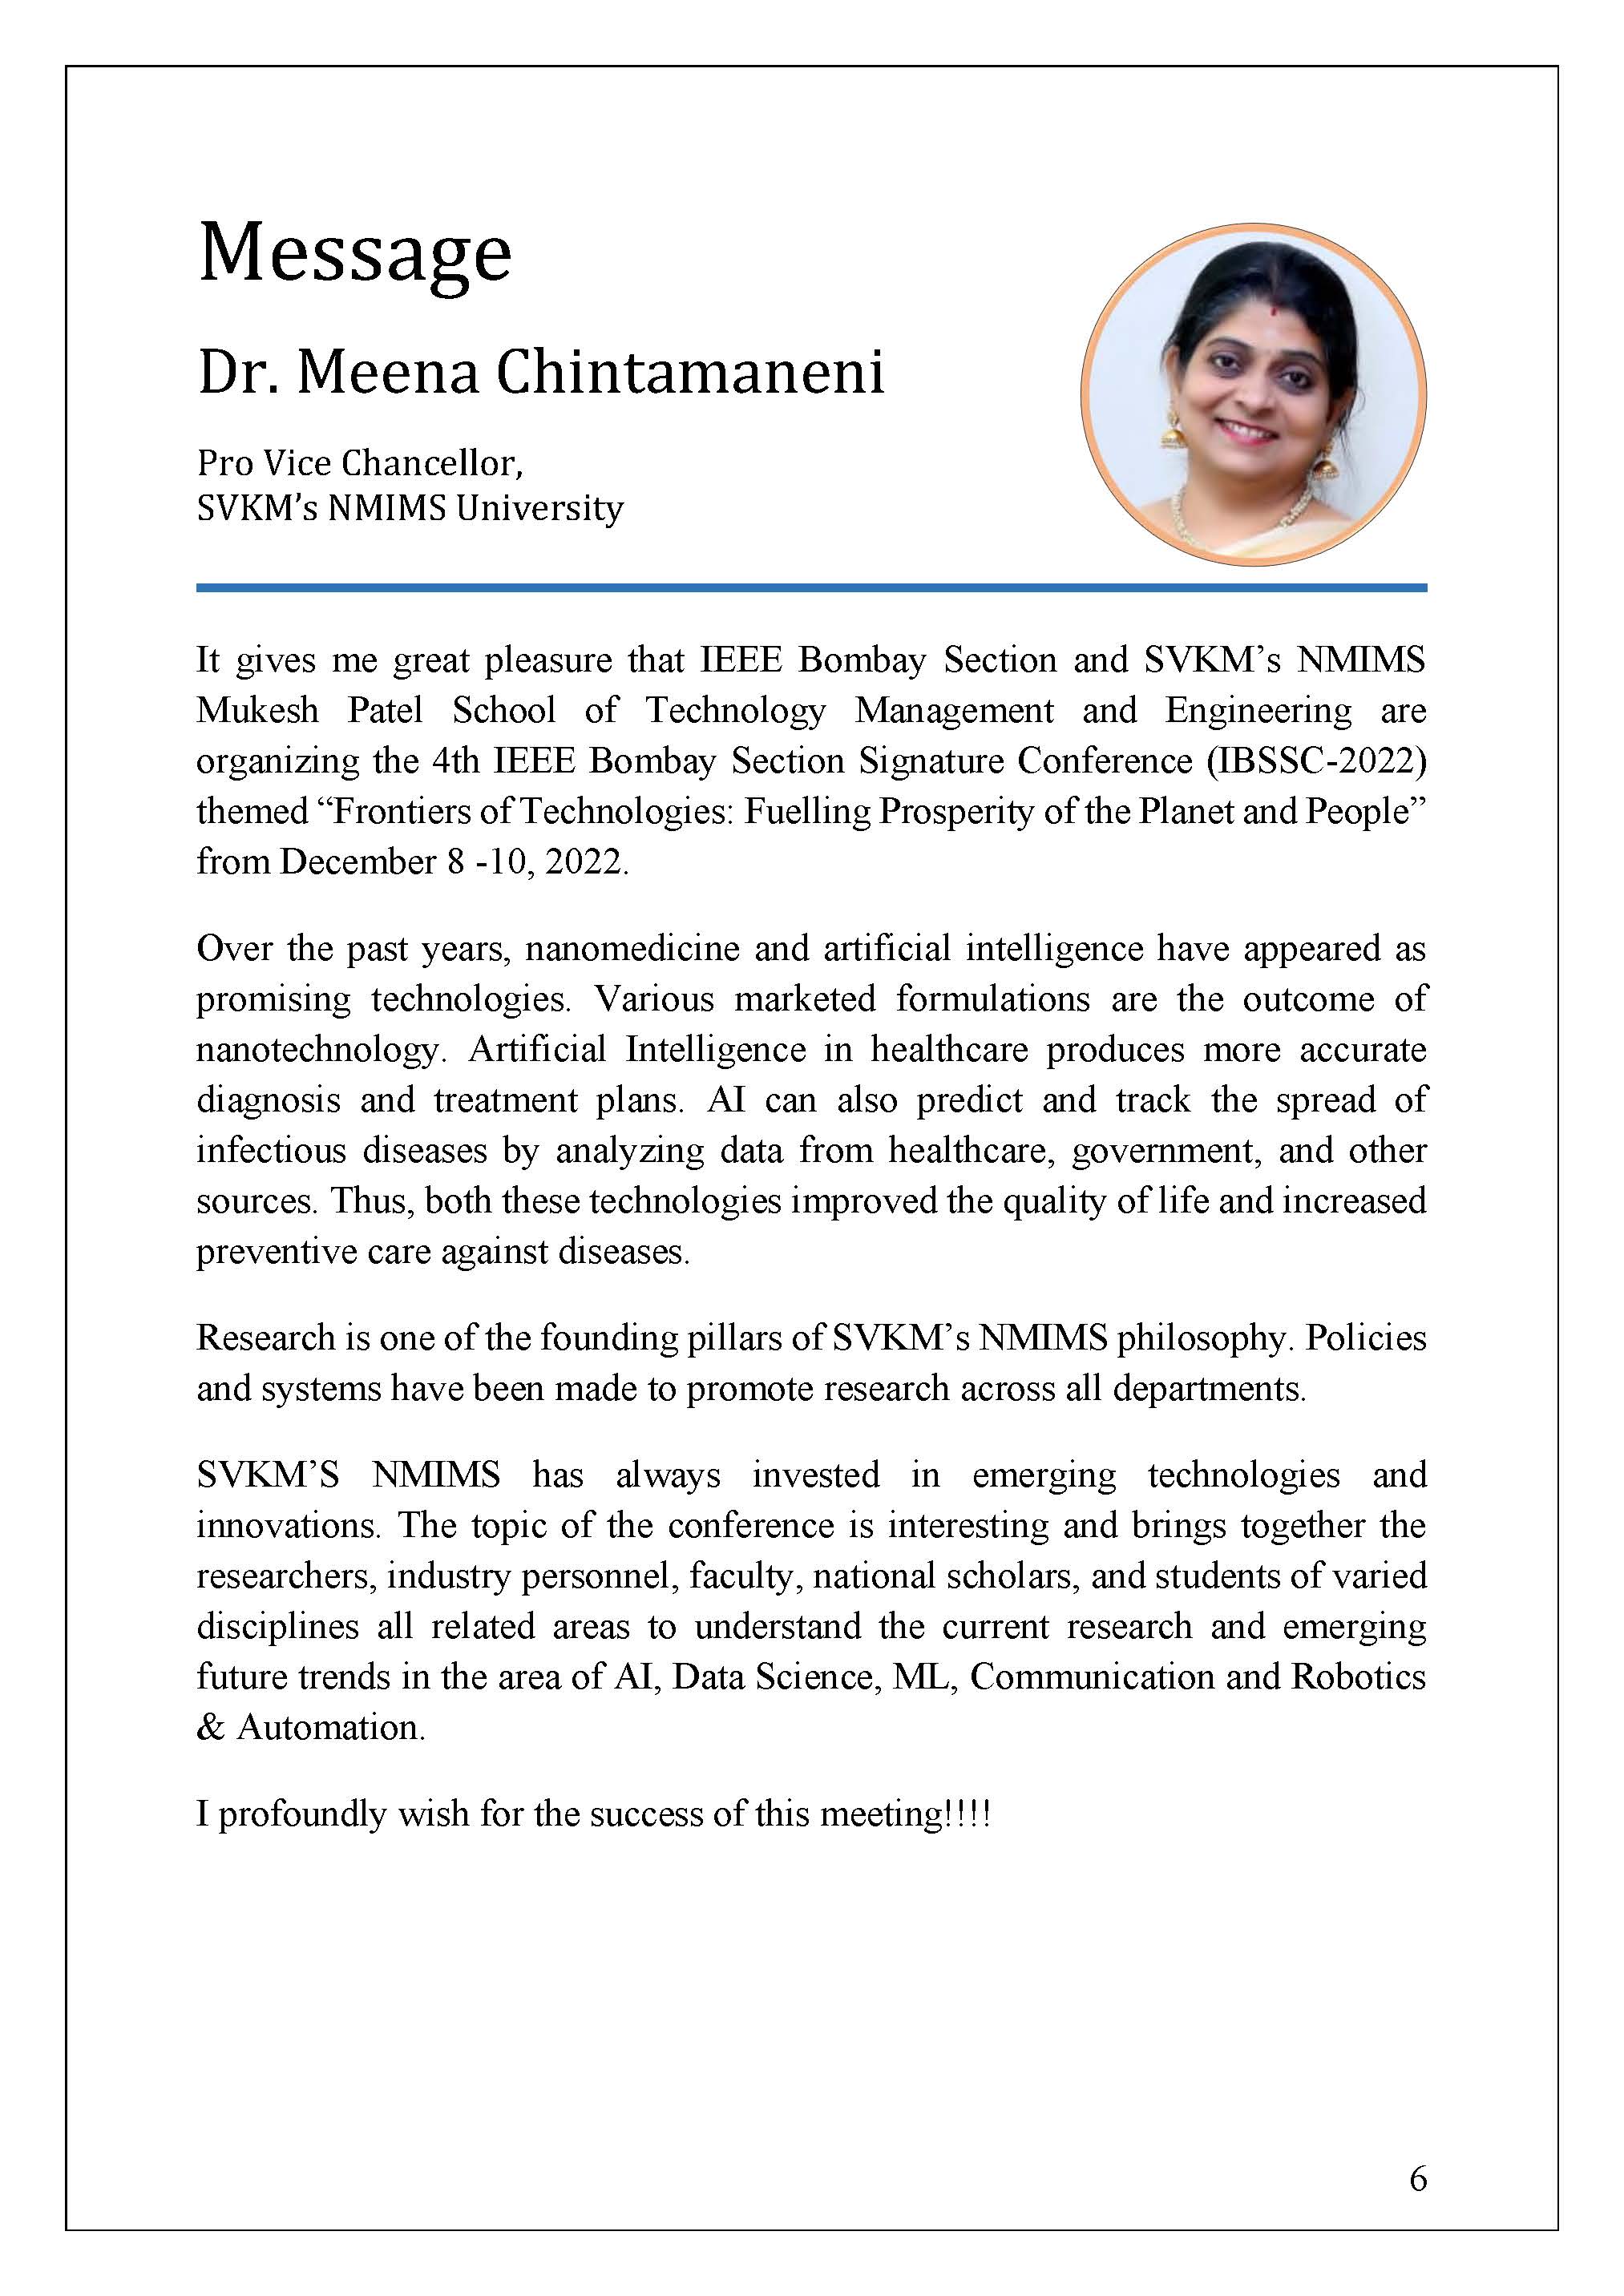 Message
Dr. Meena Chintamaneni
Pro Vice Chancellor,
SVKM’s NMIMS University
It gives me great pleasure that IEEE Bombay Section and SVKM’s NMIMS
Mukesh Patel School of Technology Management and Engineering are
organizing the 4th IEEE Bombay Section Signature Conference (IBSSC-2022)
themed “Frontiers of Technologies: Fuelling Prosperity of the Planet and People”
from December 8 -10, 2022.
Over the past years, nanomedicine and artificial intelligence have appeared as
promising technologies. Various marketed formulations are the outcome of
nanotechnology. Artificial Intelligence in healthcare produces more accurate
diagnosis and treatment plans. AI can also predict and track the spread of
infectious diseases by analyzing data from healthcare, government, and other
sources. Thus, both these technologies improved the quality of life and increased
preventive care against diseases.
Research is one of the founding pillars of SVKM’s NMIMS philosophy. Policies
and systems have been made to promote research across all departments.
SVKM’S NMIMS has always invested in emerging technologies and
innovations. The topic of the conference is interesting and brings together the
researchers, industry personnel, faculty, national scholars, and students of varied
disciplines all related areas to understand the current research and emerging
future trends in the area of AI, Data Science, ML, Communication and Robotics
& Automation.
I profoundly wish for the success of this meeting!!!!
6